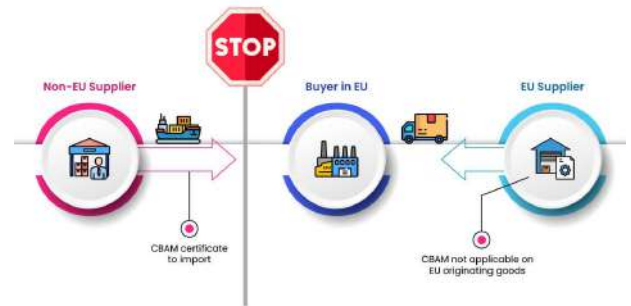 STOP
Non-EU Supplier
Buyer in EU
EU Supplier
CBAM certificate
to import
CBAM not applicable on
EU originating goods